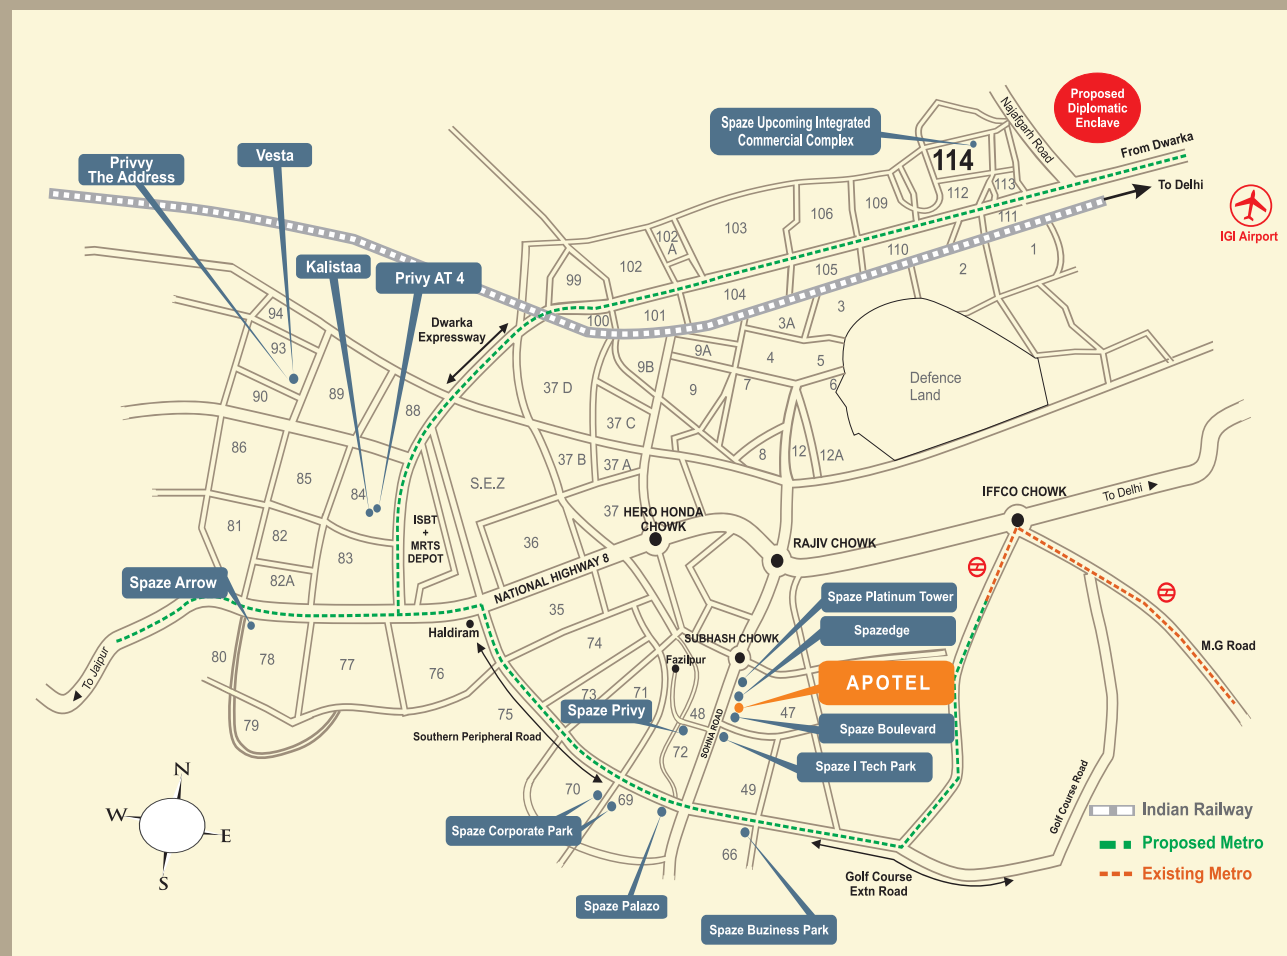 Proposed
Diplomatic
Enclave
Najafgarh Road
From Dwarka
To Delhi
IGI Airport
Spaze Upcoming Integrated
Commercial Complex
114
Privvy
The Address
Vesta
Kalistaa
Privy AT 4
Dwarka
Expressway
113
112
111
109
106
103
102
A
102
99
110
105
104
101
100
1
2
3
3A
4
5
6
7
8
9
9A
9B
12
12A
Defence
Land
37 D
37 C
37 B
37 A
37
94
93
90
89
88
86
85
84
81
82
82A
83
S.E.Z
ISBT
+
MRTS
DEPOT
36
35
HERO HONDA
CHOWK
NATIONAL HIGHWAY 8
RAJIV CHOWK
IFFCO CHOWK
To Delhi
M.G Road
Spaze Arrow
To Jaipur
80
78
79
77
76
75
74
73
71
Haldiram
Southern Peripheral Road
SUBHASH CHOWK
Fazilpur
Spaze Platinum Tower
Spazedge
APOTEL
Spaze Boulevard
Spaze I Tech Park
Spaze Privy
SOHNA ROAD
48
47
72
49
70
69
66
Spaze Corporate Park
Spaze Palazo
Spaze Buziness Park
Golf Course
Extn Road
Golf Course Road
N
W
E
S
Indian Railway
Proposed Metro
Existing Metro